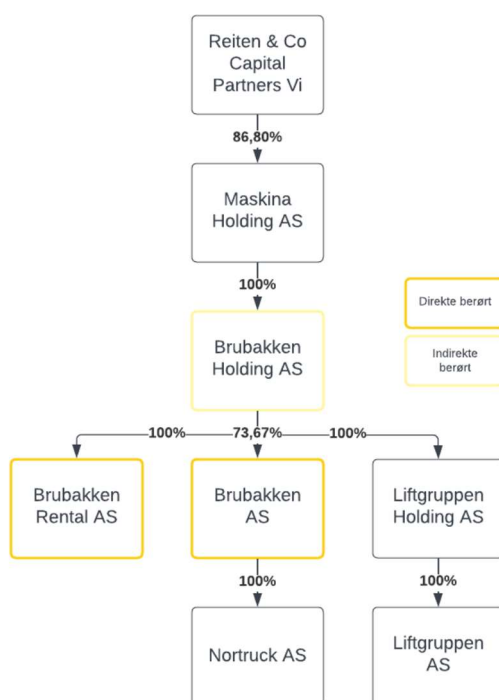 Reiten & Co
Capital
Partners Vi
86,80%
Maskina
Holding AS
100%
Direkte berørt
Brubakken
Holding AS
Indirekte
berørt
100%
73,67%
100%
Brubakken
Rental AS
Brubakken
AS
Liftgruppen
Holding AS
100%
100%
Nortruck AS
Liftgruppen
AS